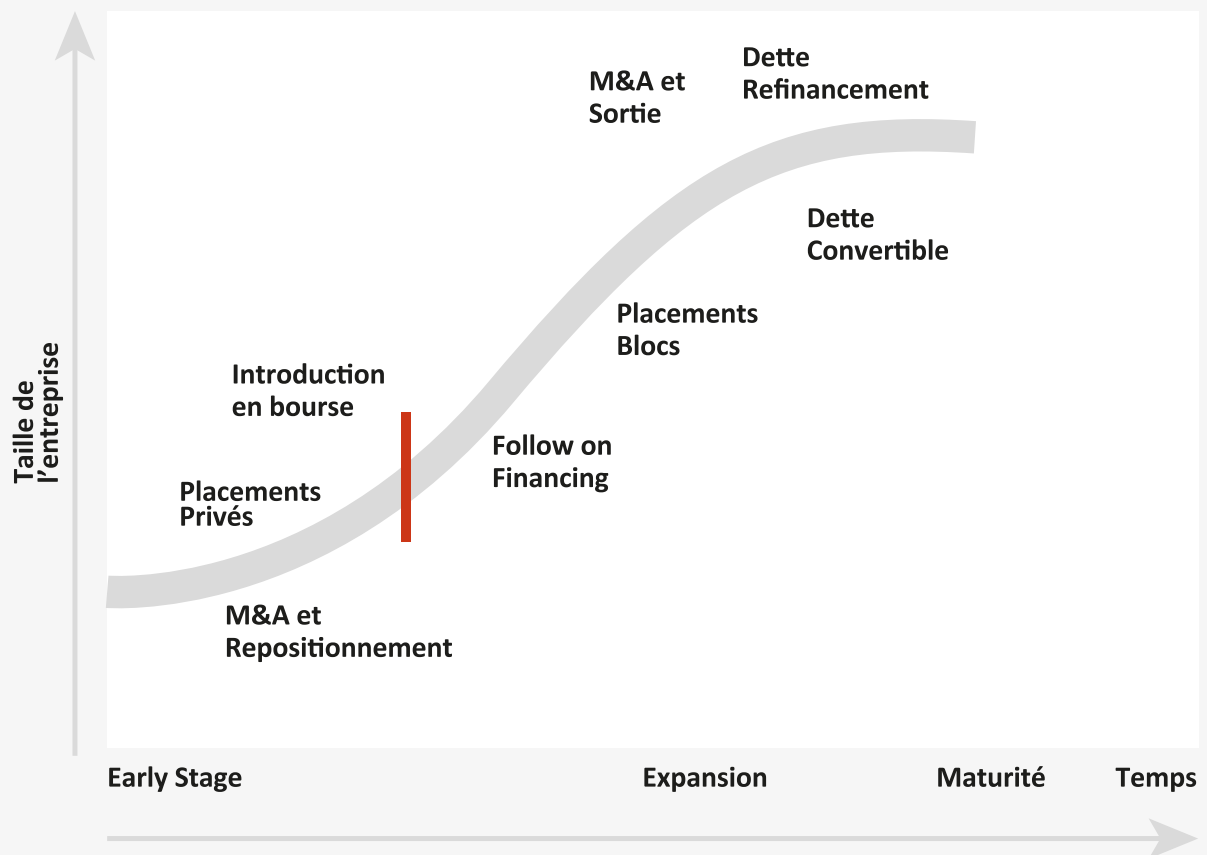 Dette
Refinancement
M&A et
Sortie
Dette
Convertible
Placements
Blocs
Introduction
en bourse
Follow on
Financing
Placements
Privés
M&A et
Repositionnement
Taille de
l’entreprise
Early Stage
Expansion
Maturité
Temps